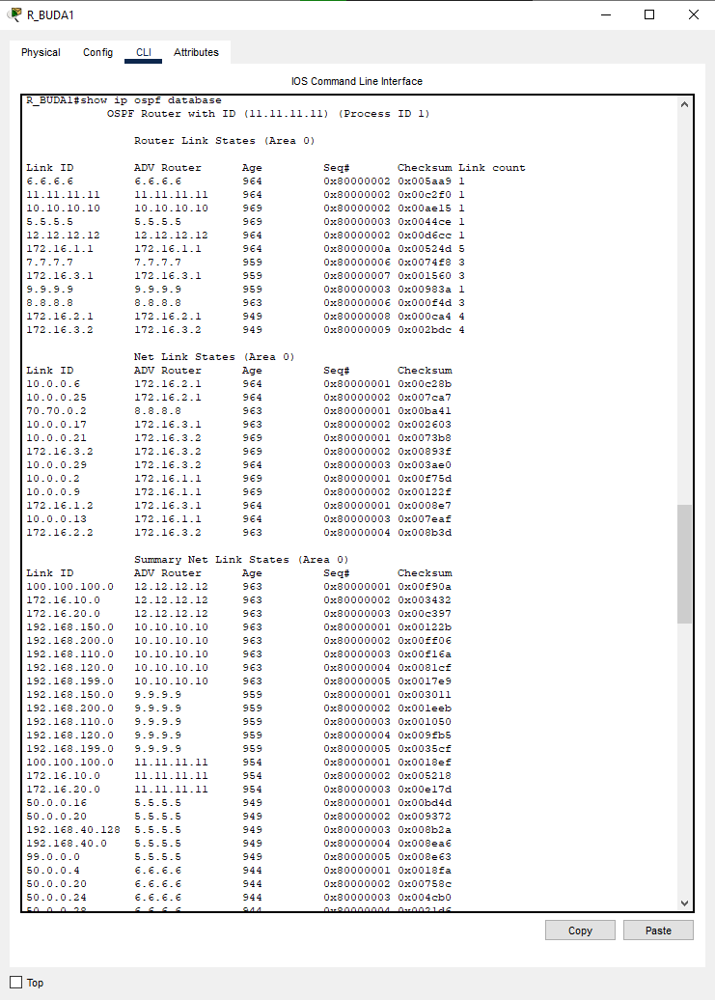 R_BUDA1
Physical Config CLI Attributes
IOS Command Line Interface
R_BUDA1#show ip ospf database
OSPF Router with ID (11.11.11.11) (Process ID 1)
Router Link States (Area 0)
Link ID ADV Router Age Seq# Checksum Link count
6.6.6.6 6.6.6.6 964 0x80000002 0x005aa9 1
11.11.11.11 11.11.11.11 964 0x80000002 0x00c2f0 1
10.10.10.10 10.10.10.10 969 0x80000002 0x00ae15 1
5.5.5.5 5.5.5.5 969 0x80000003 0x0044ce 1
12.12.12.12 12.12.12.12 964 0x80000002 0x00d6cc 1
172.16.1.1 172.16.1.1 964 0x8000000a 0x00524d 5
7.7.7.7 7.7.7.7 959 0x80000006 0x0074f8 3
172.16.3.1 172.16.3.1 959 0x80000007 0x001560 3
9.9.9.9 9.9.9.9 959 0x80000003 0x00983a 1
8.8.8.8 8.8.8.8 963 0x80000006 0x000f4d 3
172.16.2.1 172.16.2.1 949 0x80000008 0x000ca4 4
172.16.3.2 172.16.3.2 949 0x80000009 0x002bdc 4
Net Link States (Area 0)
Link ID ADV Router Age Seq# Checksum
10.0.0.6 172.16.2.1 964 0x80000001 0x00c28b
10.0.0.25 172.16.2.1 964 0x80000002 0x007ca7
70.70.0.2 8.8.8.8 963 0x80000001 0x00ba41
10.0.0.17 172.16.3.1 963 0x80000002 0x002603
10.0.0.21 172.16.3.2 969 0x80000001 0x0073b8
172.16.3.2 172.16.3.2 969 0x80000002 0x00893f
10.0.0.29 172.16.3.2 964 0x80000003 0x003ae0
10.0.0.2 172.16.1.1 969 0x80000001 0x00f75d
10.0.0.9 172.16.1.1 969 0x80000002 0x00122f
172.16.1.2 172.16.3.1 964 0x80000001 0x0008e7
10.0.0.13 172.16.1.1 964 0x80000003 0x007eaf
172.16.2.2 172.16.3.2 963 0x80000004 0x008b3d
Summary Net Link States (Area 0)
Link ID ADV Router Age Seq# Checksum
100.100.100.0 12.12.12.12 963 0x80000001 0x00f90a
172.16.10.0 12.12.12.12 963 0x80000002 0x003432
172.16.20.0 12.12.12.12 963 0x80000003 0x00c397
192.168.150.0 10.10.10.10 963 0x80000001 0x00122b
192.168.200.0 10.10.10.10 963 0x80000002 0x00ff06
192.168.110.0 10.10.10.10 963 0x80000003 0x00f16a
192.168.120.0 10.10.10.10 963 0x80000004 0x0081cf
192.168.199.0 10.10.10.10 963 0x80000005 0x0017e9
192.168.150.0 9.9.9.9 959 0x80000001 0x003011
192.168.200.0 9.9.9.9 959 0x80000002 0x001eeb
192.168.110.0 9.9.9.9 959 0x80000003 0x001050
192.168.120.0 9.9.9.9 959 0x80000004 0x009fb5
192.168.199.0 9.9.9.9 959 0x80000005 0x0035cf
100.100.100.0 11.11.11.11 954 0x80000001 0x0018ef
172.16.10.0 11.11.11.11 954 0x80000002 0x005218
172.16.20.0 11.11.11.11 954 0x80000003 0x00e17d
50.0.0.16 5.5.5.5 949 0x80000001 0x00bd4d
50.0.0.20 5.5.5.5 949 0x80000002 0x009372
192.168.40.128 5.5.5.5 949 0x80000003 0x008b2a
192.168.40.0 5.5.5.5 949 0x80000004 0x008ea6
99.0.0.0 5.5.5.5 949 0x80000005 0x008e63
50.0.0.4 6.6.6.6 944 0x80000001 0x0018fa
50.0.0.20 6.6.6.6 944 0x80000002 0x00758c
50.0.0.24 6.6.6.6 944 0x80000003 0x004cb0
50.0.0.28 6.6.6.6 944 0x80000004 0x0021d6
Copy Paste
Top